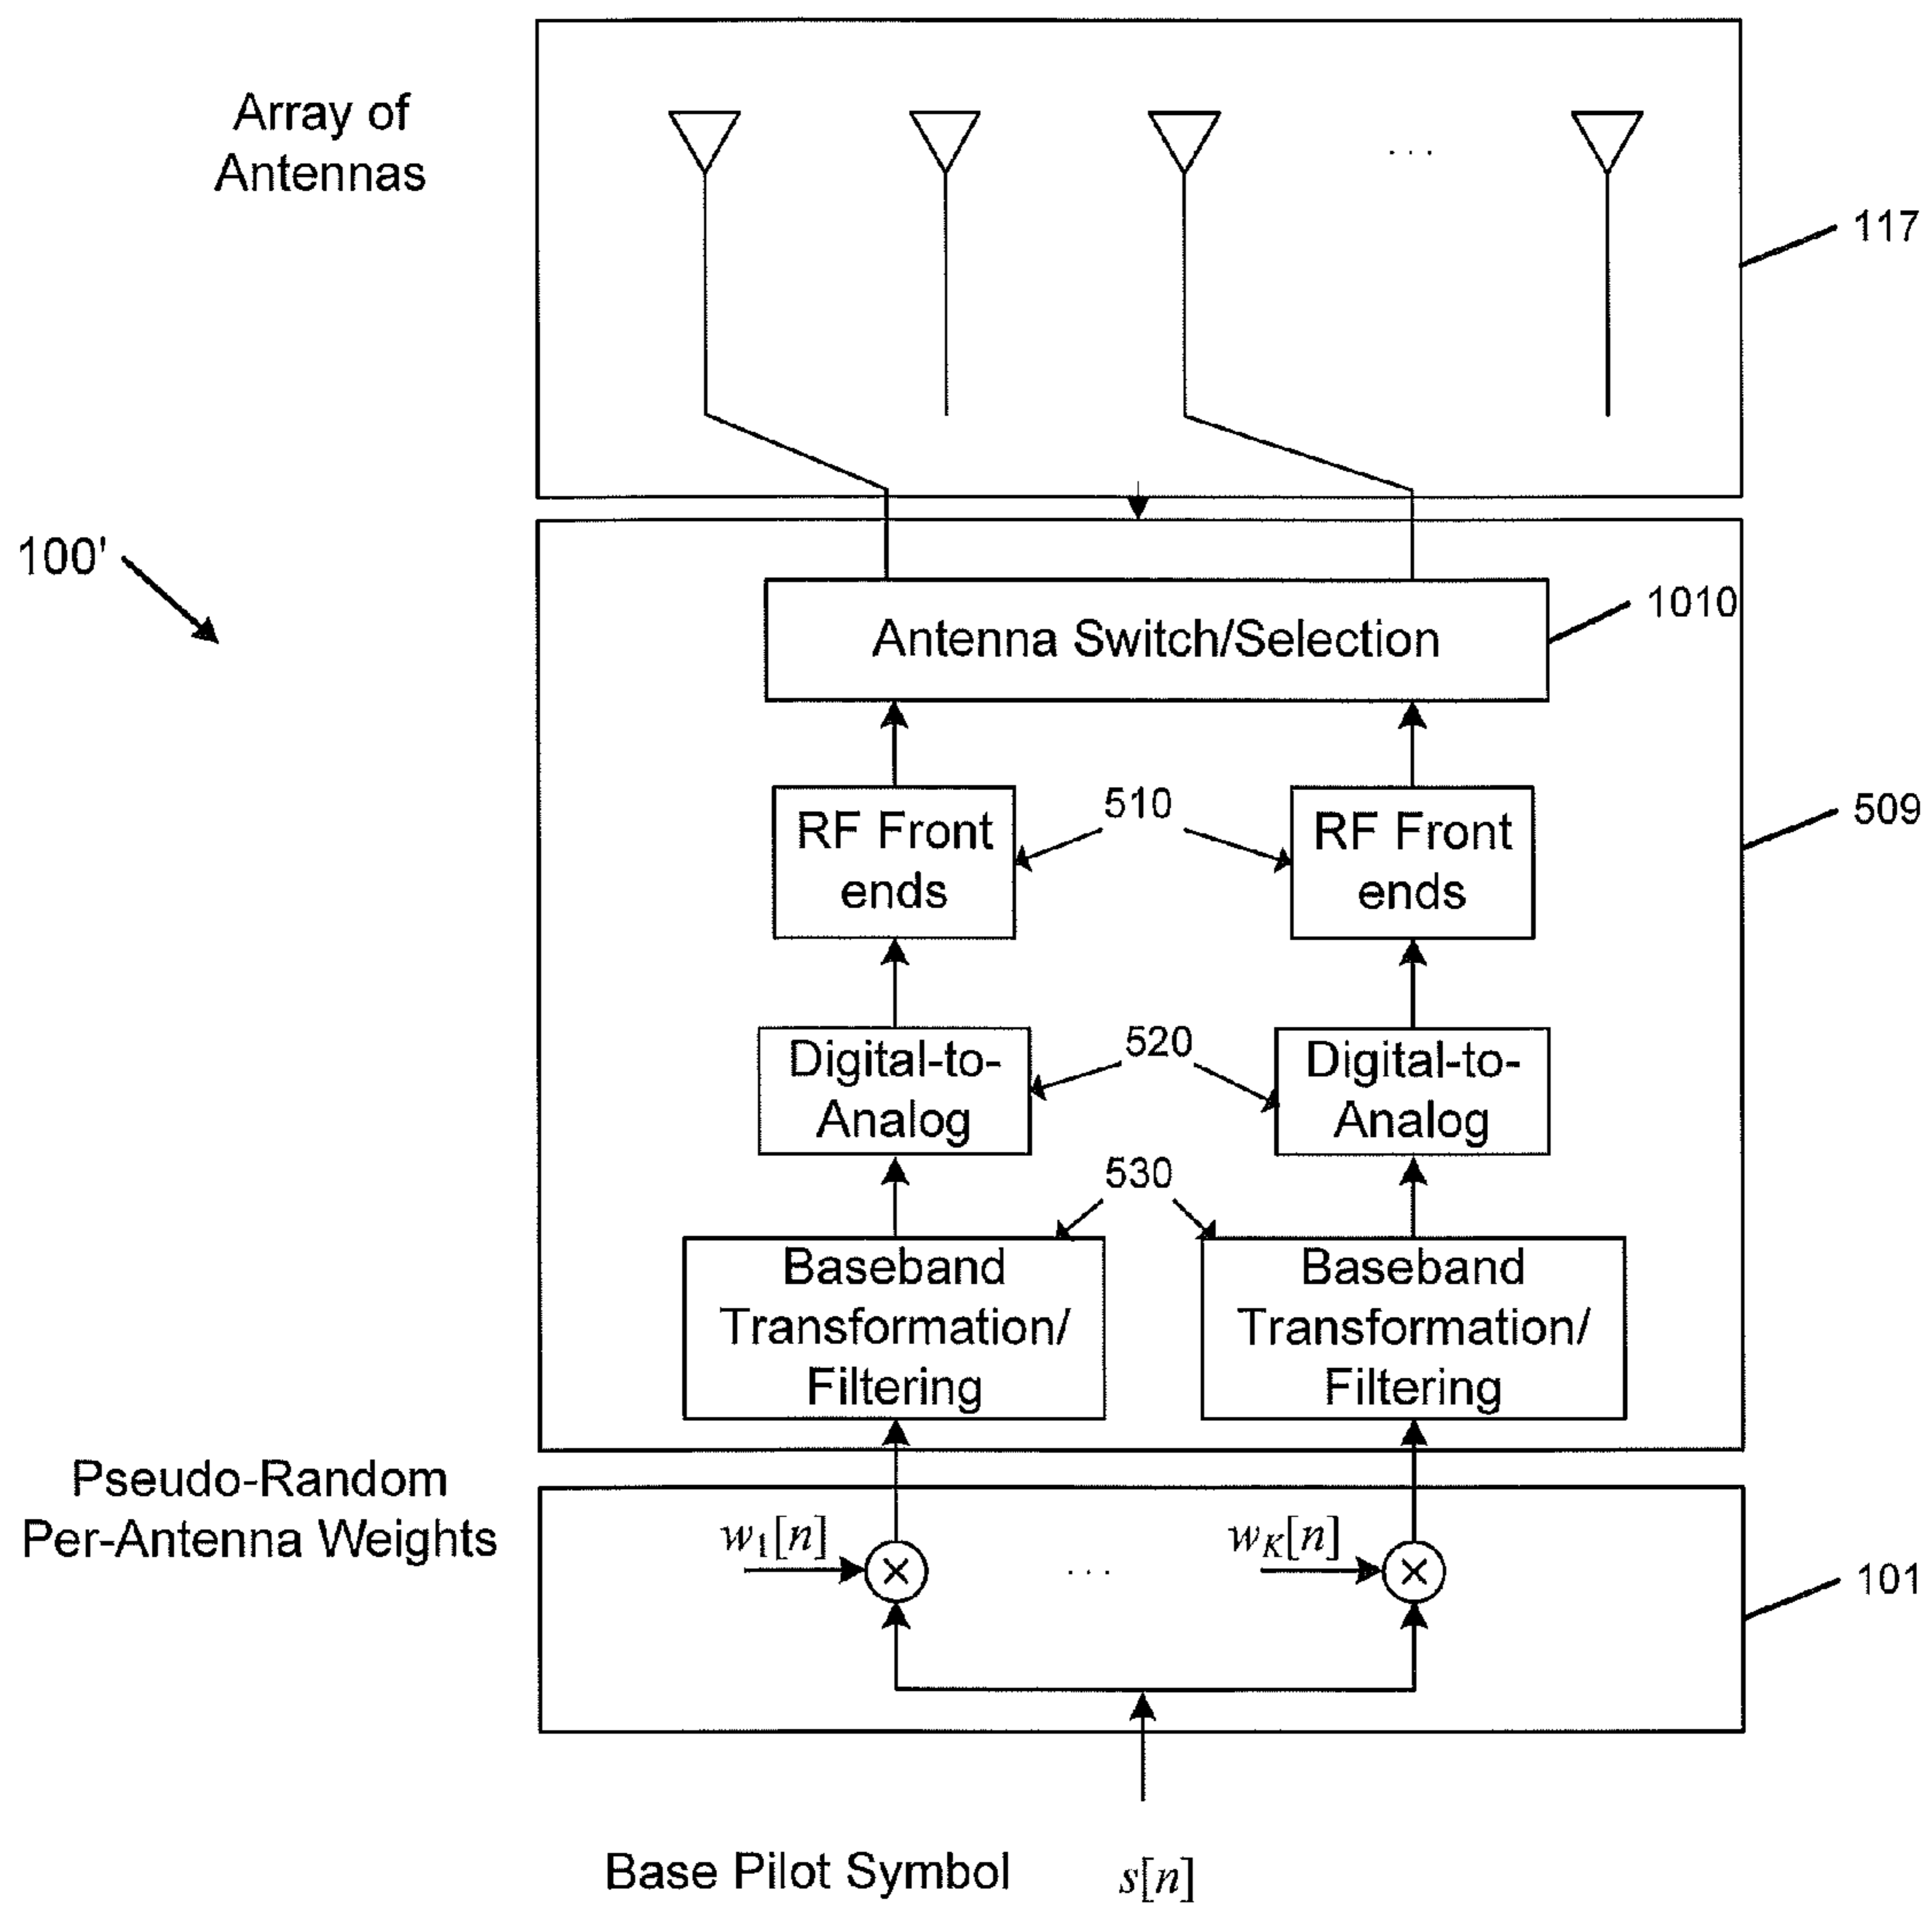 Array of
Antennas
. . .
117
100'
Antenna Switch/Selection
1010
RF Front
ends
510
RF Front
ends
509
Digital-to-
Analog
520
Digital-to-
Analog
530
Baseband
Transformation/
Filtering
Baseband
Transformation/
Filtering
Pseudo-Random
Per-Antenna Weights
w1[n]
. . .
wK[n]
101
Base Pilot Symbol s[n]